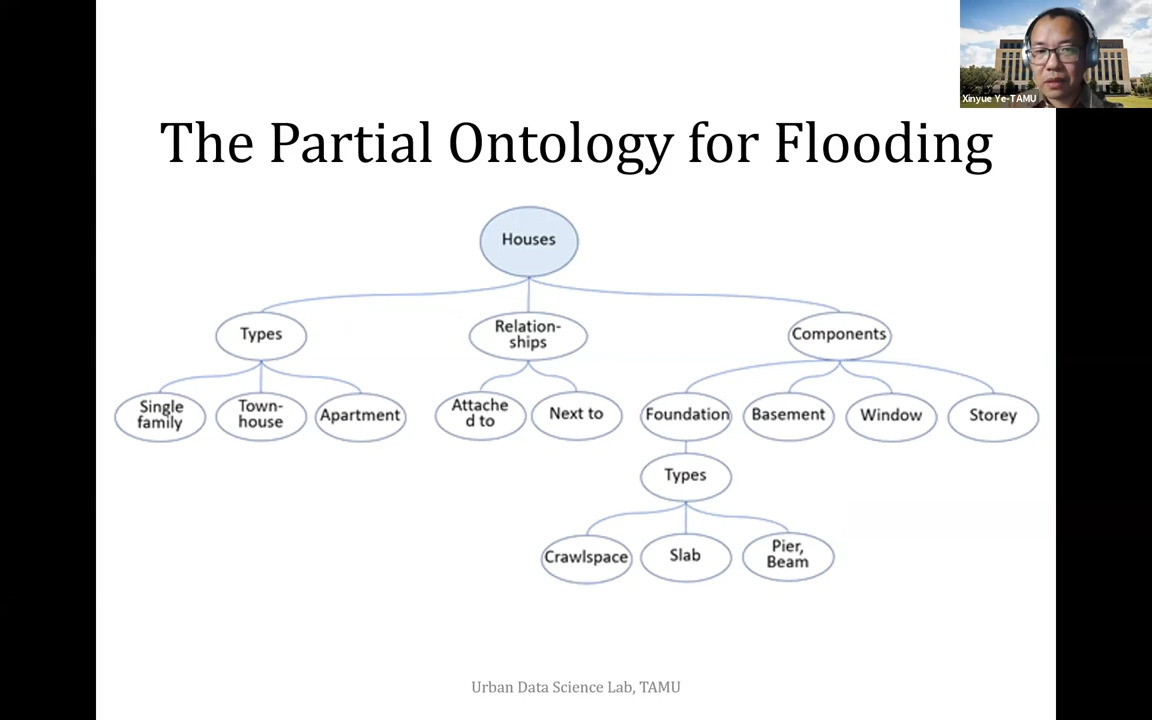 Xinyue Ye-TAMU
The Partial Ontology for Flooding
Houses
Types
Relation-
ships
Components
Single
family
Town-
house
Apartment
Attache
d to
Next to
Foundation
Basement
Window
Storey
Types
Crawlspace
Slab
Pier,
Beam
Urban Data Science Lab, TAMU